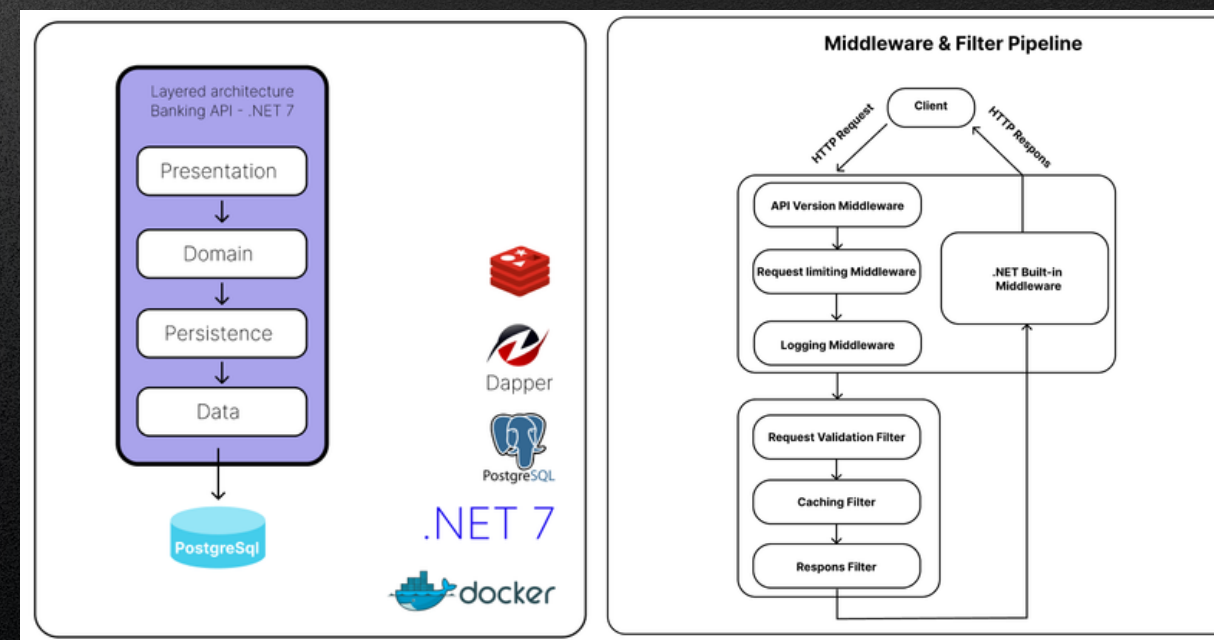 Layered architecture
Banking API - .NET 7
Presentation
Domain
Persistence
Data
PostgreSql
Dapper
PostgreSQL
.NET 7
docker
Middleware & Filter Pipeline
Client
HTTP Request
HTTP Respons
API Version Middleware
Request limiting Middleware
Logging Middleware
.NET Built-in
Middleware
Request Validation Filter
Caching Filter
Respons Filter